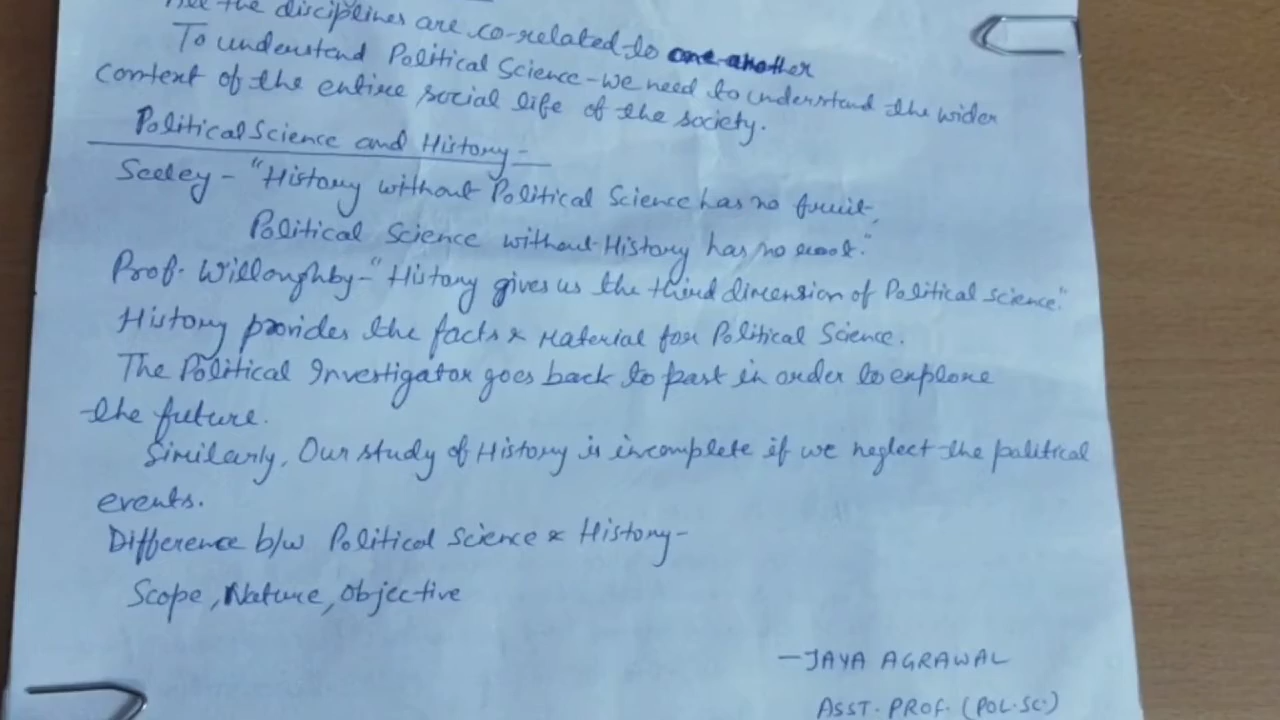 All the disciplines are co-related to one another
To understand Political Science - we need to understand the wider
context of the entire social life of the society.
Political Science and History -
Seeley - "History without Political Science has no fruit,
Political Science without History has no root."
Prof. Willoughby - "History gives us the third dimension of Political science."
History provides the facts & material for Political Science.
The Political Investigator goes back to past in order to explore
the future.
Similarly, Our study of History is incomplete if we neglect the political
events.
Difference b/w Political Science & History -
Scope, Nature, Objective
- JAYA AGRAWAL
ASST. PROF. (POL.SC.)